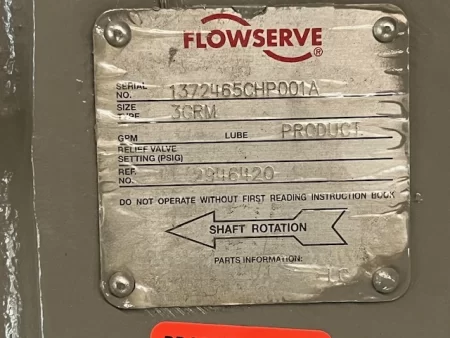 FLOWSERVE ®
SERIAL NO. 1372465CHP001A
SIZE TYPE 3CRM
GPM LUBE PRODUCT
RELIEF VALVE
SETTING (PSIG)
REF. NO. 2946420
DO NOT OPERATE WITHOUT FIRST READING INSTRUCTION BOOK
SHAFT ROTATION
PARTS INFORMATION: